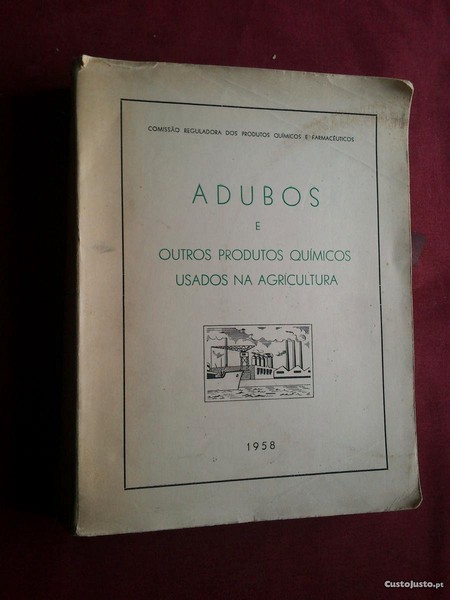 COMISSÃO REGULADORA DOS PRODUTOS QUÍMICOS E FARMACÊUTICOS
ADUBOS
E
OUTROS PRODUTOS QUÍMICOS
USADOS NA AGRICULTURA
1958
CustoJusto.pt